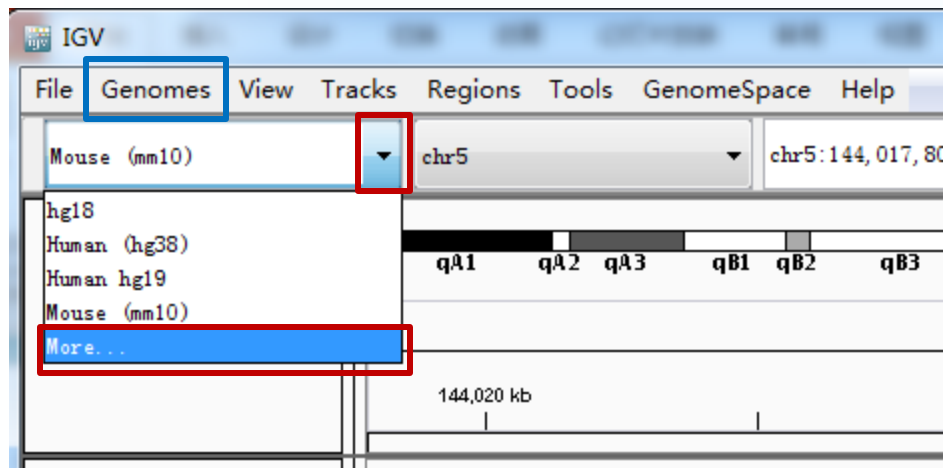 IGV
File Genomes View Tracks Regions Tools GenomeSpace Help
Mouse (mm10) chr5 chr5:144,017,80
hg18
Human (hg38)
Human hg19
Mouse (mm10)
More...
qA1 qA2 qA3 qB1 qB2 qB3
144,020 kb